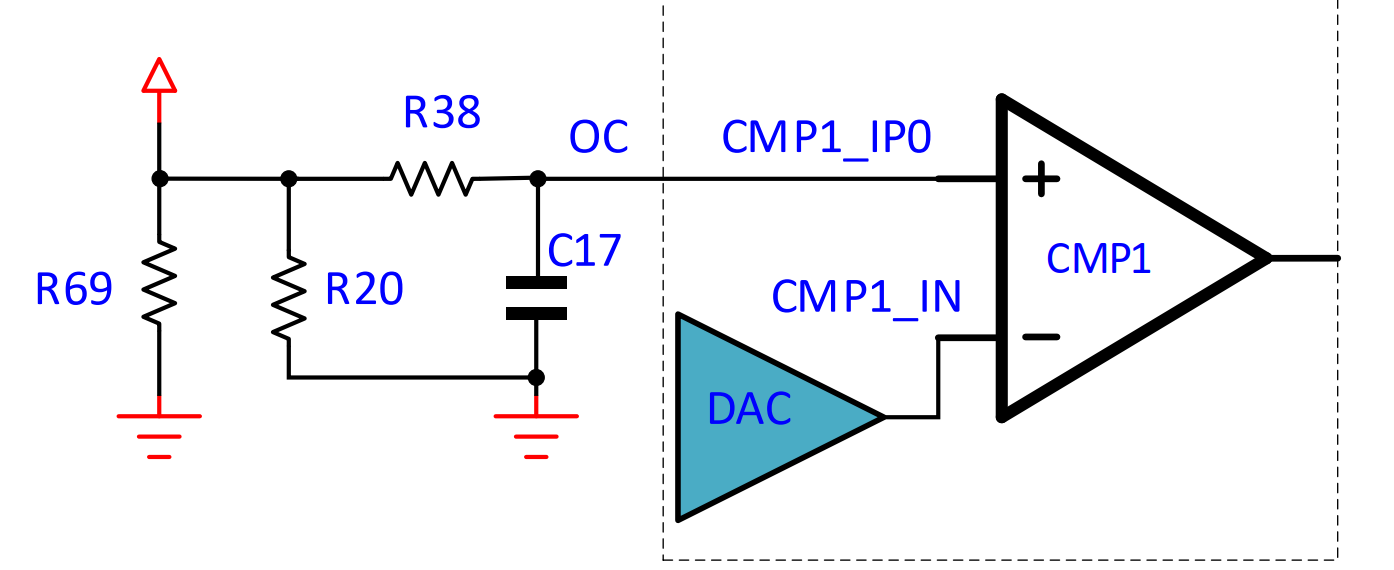 R38
OC
CMP1_IP0
+
C17
CMP1
R69
R20
CMP1_IN
−
DAC